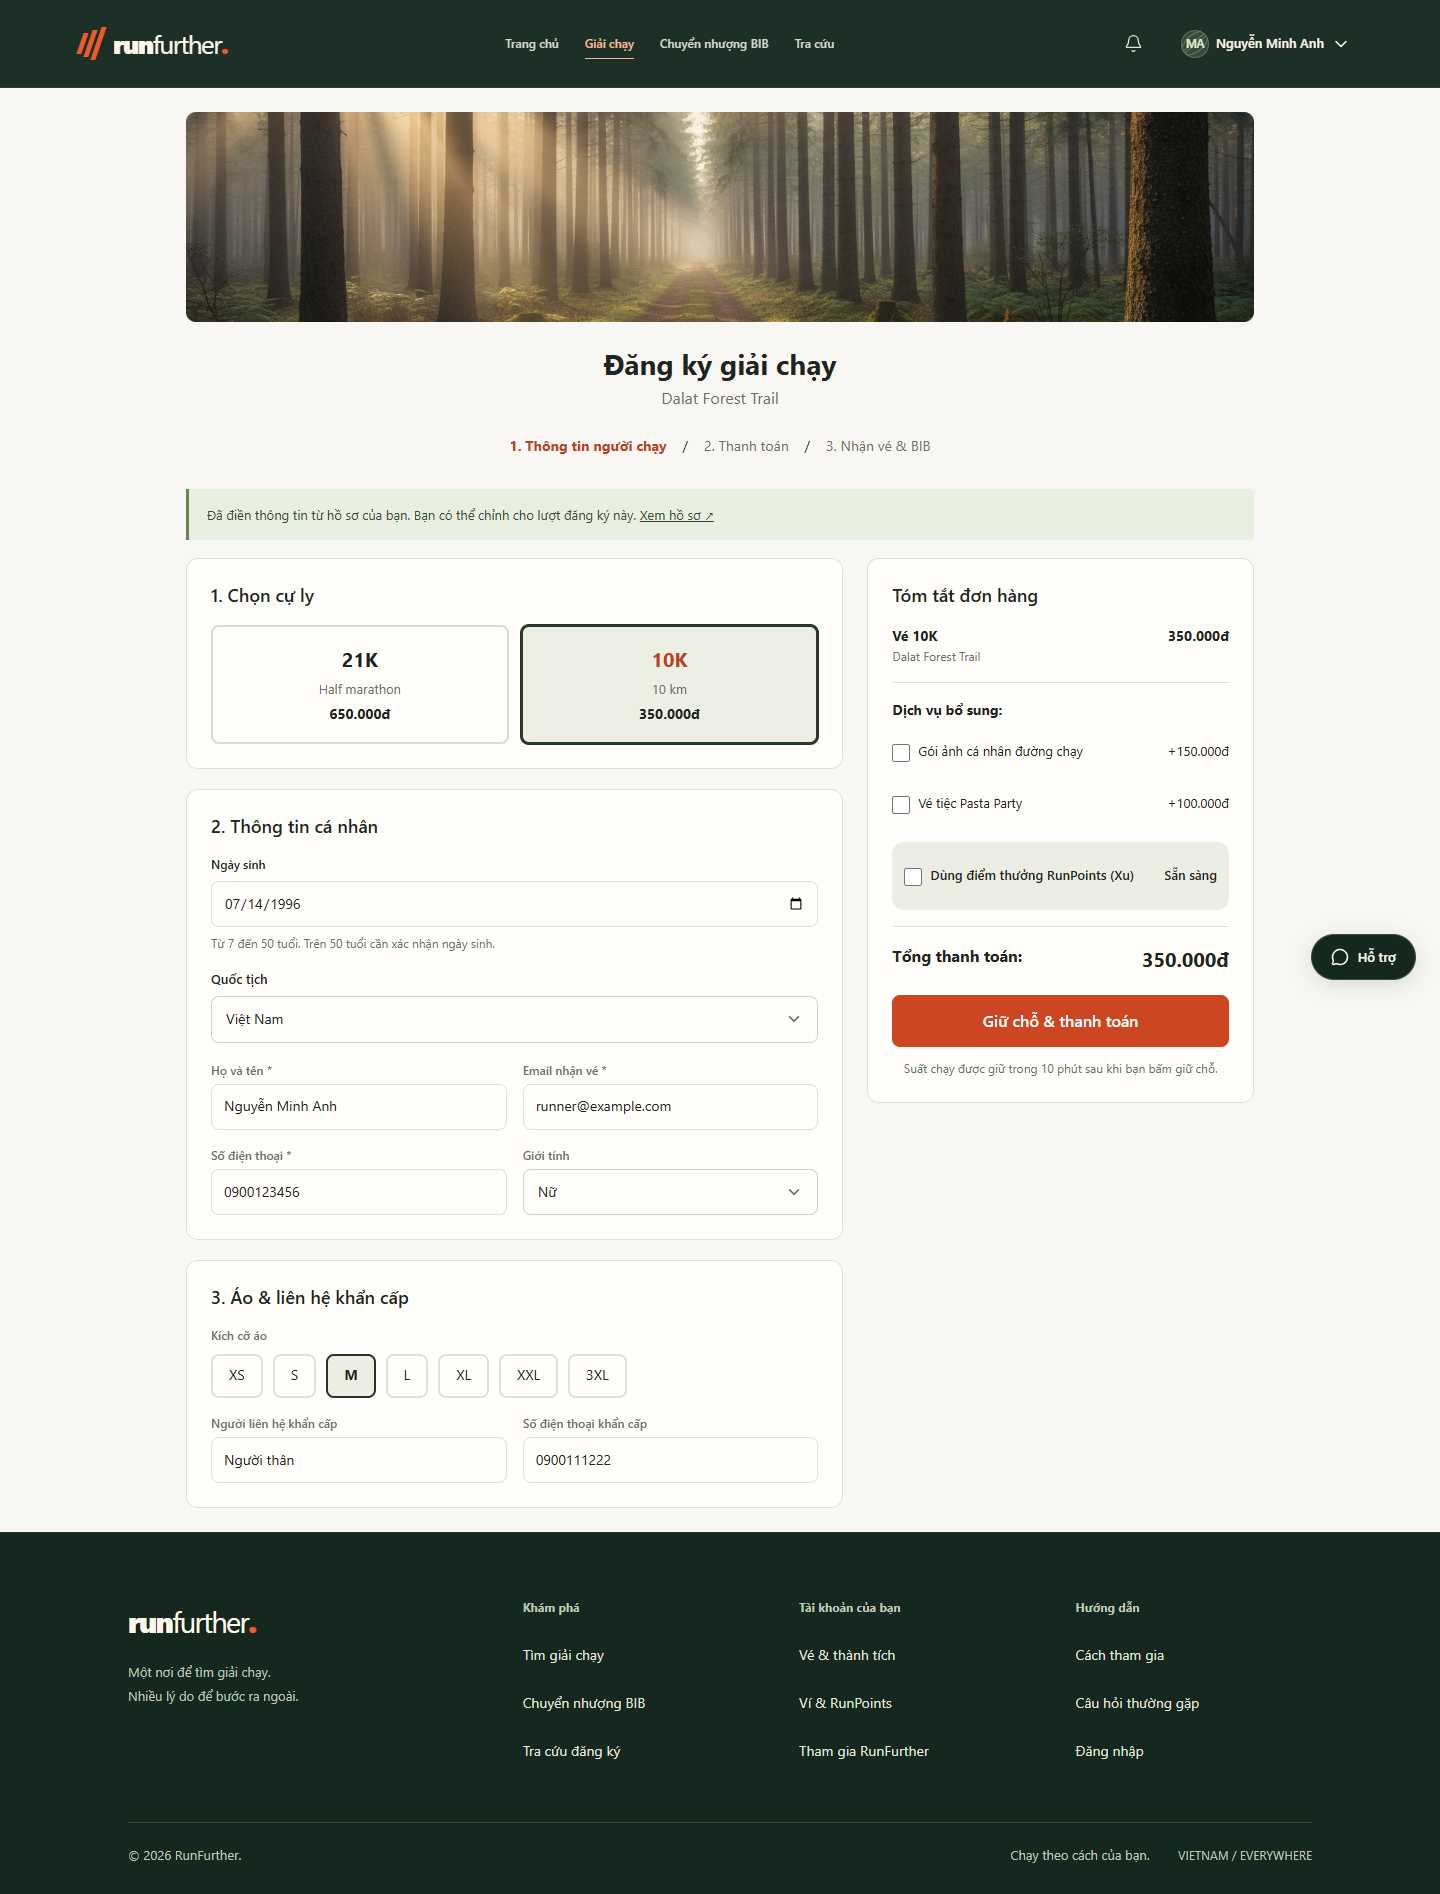 runfurther.
Trang chủ
Giải chạy
Chuyển nhượng BIB
Tra cứu
MA
Nguyễn Minh Anh
Đăng ký giải chạy
Dalat Forest Trail
1. Thông tin người chạy / 2. Thanh toán / 3. Nhận vé & BIB
Đã điền thông tin từ hồ sơ của bạn. Bạn có thể chỉnh cho lượt đăng ký này. Xem hồ sơ ↗
1. Chọn cự ly
21K
Half marathon
650.000đ
10K
10 km
350.000đ
2. Thông tin cá nhân
Ngày sinh
07/14/1996
Từ 7 đến 50 tuổi. Trên 50 tuổi cần xác nhận ngày sinh.
Quốc tịch
Việt Nam
Họ và tên *
Nguyễn Minh Anh
Email nhận vé *
runner@example.com
Số điện thoại *
0900123456
Giới tính
Nữ
3. Áo & liên hệ khẩn cấp
Kích cỡ áo
XS
S
M
L
XL
XXL
3XL
Người liên hệ khẩn cấp
Người thân
Số điện thoại khẩn cấp
0900111222
Tóm tắt đơn hàng
Vé 10K 350.000đ
Dalat Forest Trail
Dịch vụ bổ sung:
Gói ảnh cá nhân đường chạy +150.000đ
Vé tiệc Pasta Party +100.000đ
Dùng điểm thưởng RunPoints (Xu) Sẵn sàng
Tổng thanh toán: 350.000đ
Giữ chỗ & thanh toán
Suất chạy được giữ trong 10 phút sau khi bạn bấm giữ chỗ.
Hỗ trợ
runfurther.
Một nơi để tìm giải chạy.
Nhiều lý do để bước ra ngoài.
Khám phá
Tìm giải chạy
Chuyển nhượng BIB
Tra cứu đăng ký
Tài khoản của bạn
Vé & thành tích
Ví & RunPoints
Tham gia RunFurther
Hướng dẫn
Cách tham gia
Câu hỏi thường gặp
Đăng nhập
© 2026 RunFurther.
Chạy theo cách của bạn.
VIETNAM / EVERYWHERE